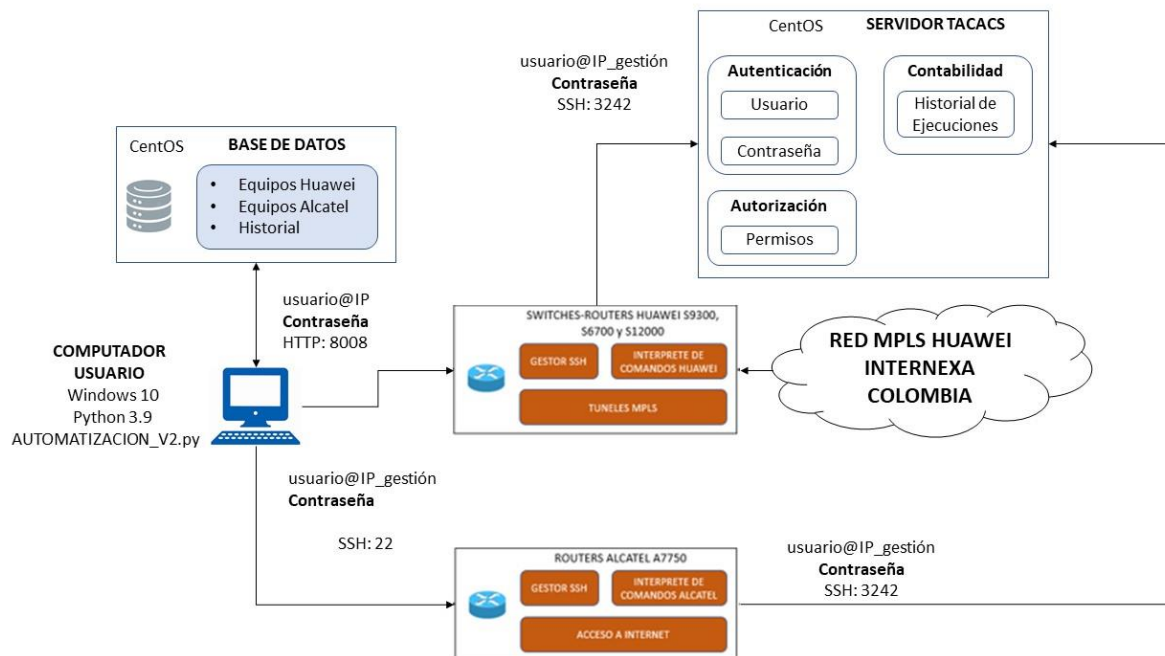 CentOS
SERVIDOR TACACS
Autenticación
Usuario
Contraseña
Contabilidad
Historial de
Ejecuciones
Autorización
Permisos
usuario@IP_gestión
Contraseña
SSH: 3242
CentOS
BASE DE DATOS
• Equipos Huawei
• Equipos Alcatel
• Historial
usuario@IP
Contraseña
HTTP: 8008
COMPUTADOR
USUARIO
Windows 10
Python 3.9
AUTOMATIZACION_V2.py
SWITCHES-ROUTERS HUAWEI S9300,
S6700 y S12000
GESTOR SSH
INTERPRETE DE
COMANDOS HUAWEI
TUNELES MPLS
RED MPLS HUAWEI
INTERNEXA
COLOMBIA
usuario@IP_gestión
Contraseña
SSH: 22
ROUTERS ALCATEL A7750
GESTOR SSH
INTERPRETE DE
COMANDOS ALCATEL
ACCESO A INTERNET
usuario@IP_gestión
Contraseña
SSH: 3242